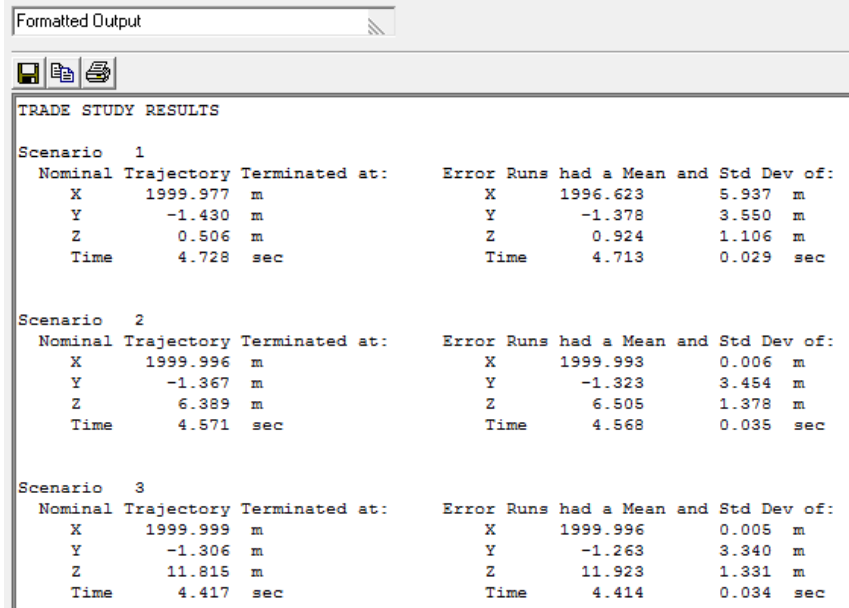 Formatted Output
TRADE STUDY RESULTS
Scenario   1
  Nominal Trajectory Terminated at:      Error Runs had a Mean and Std Dev of:
     X      1999.977  m                      X      1996.623       5.937  m
     Y        -1.430  m                      Y        -1.378       3.550  m
     Z         0.506  m                      Z         0.924       1.106  m
     Time      4.728  sec                    Time      4.713       0.029  sec
Scenario   2
  Nominal Trajectory Terminated at:      Error Runs had a Mean and Std Dev of:
     X      1999.996  m                      X      1999.993       0.006  m
     Y        -1.367  m                      Y        -1.323       3.454  m
     Z         6.389  m                      Z         6.505       1.378  m
     Time      4.571  sec                    Time      4.568       0.035  sec
Scenario   3
  Nominal Trajectory Terminated at:      Error Runs had a Mean and Std Dev of:
     X      1999.999  m                      X      1999.996       0.005  m
     Y        -1.306  m                      Y        -1.263       3.340  m
     Z        11.815  m                      Z        11.923       1.331  m
     Time      4.417  sec                    Time      4.414       0.034  sec